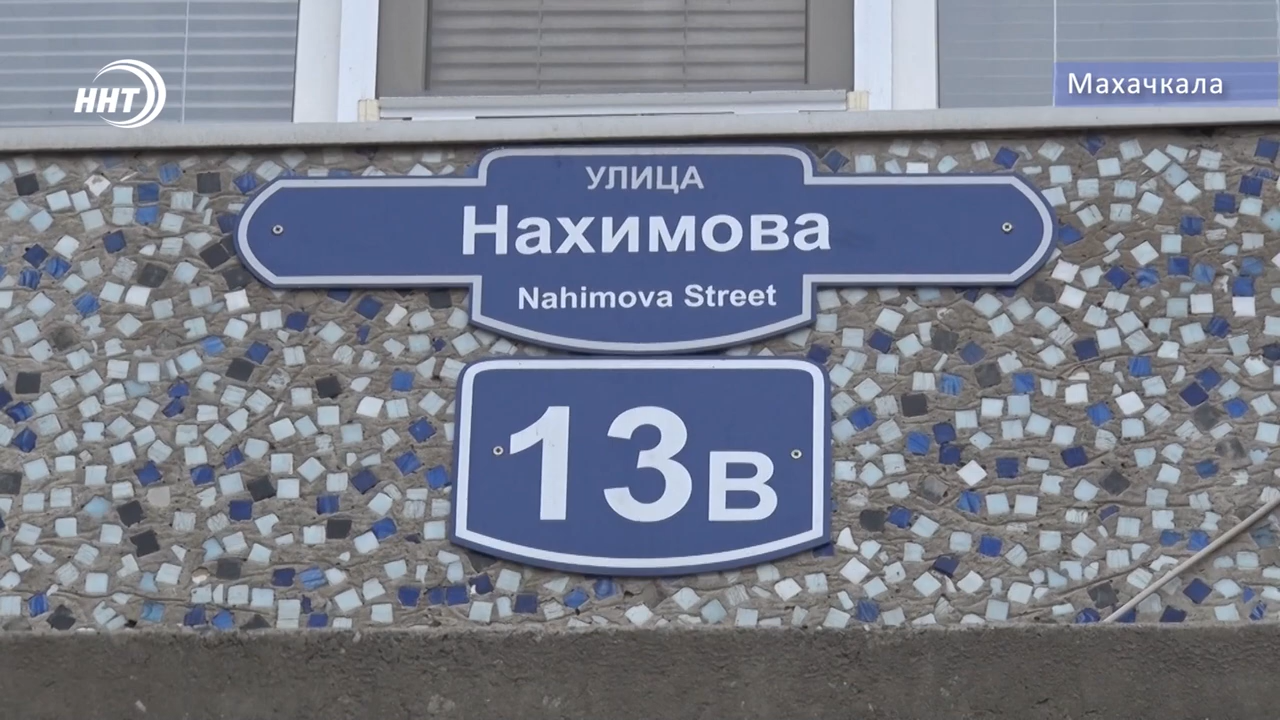 ННТ
Махачкала
УЛИЦА
Нахимова
Nahimova Street
13в